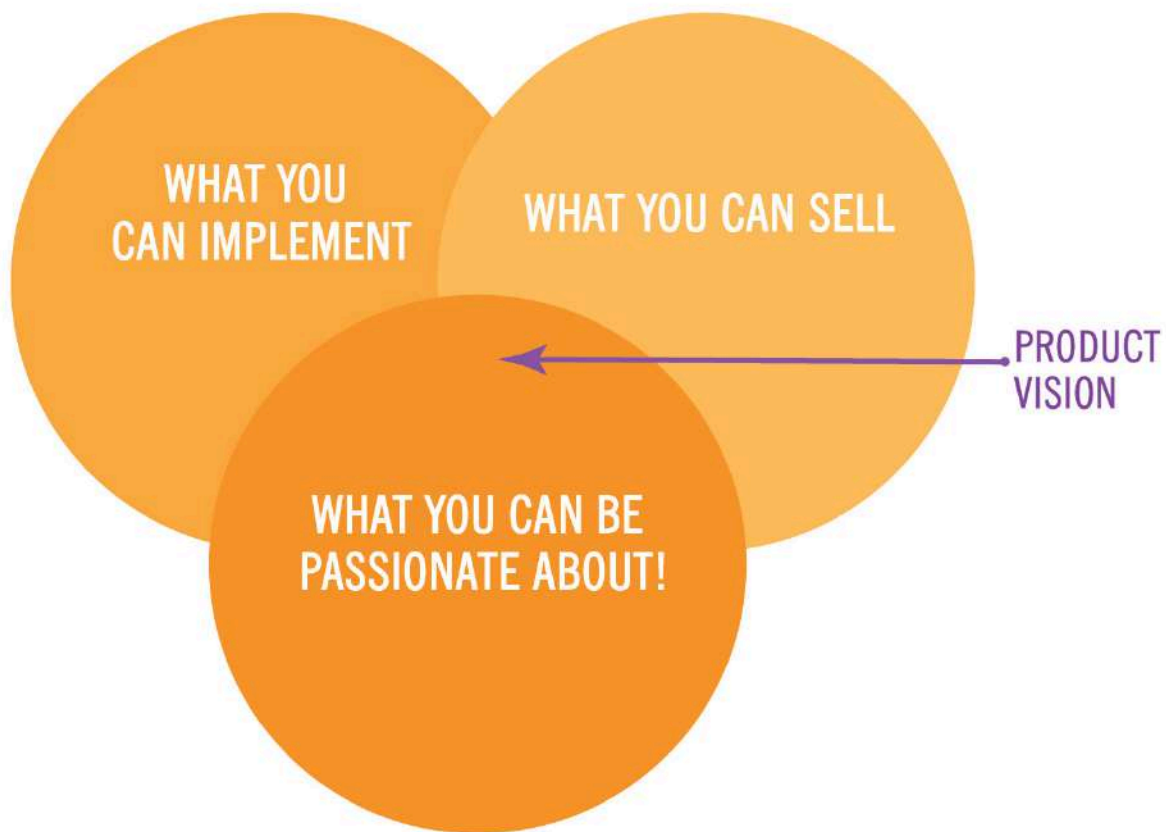 WHAT YOU
CAN IMPLEMENT
WHAT YOU CAN SELL
PRODUCT
VISION
WHAT YOU CAN BE
PASSIONATE ABOUT!